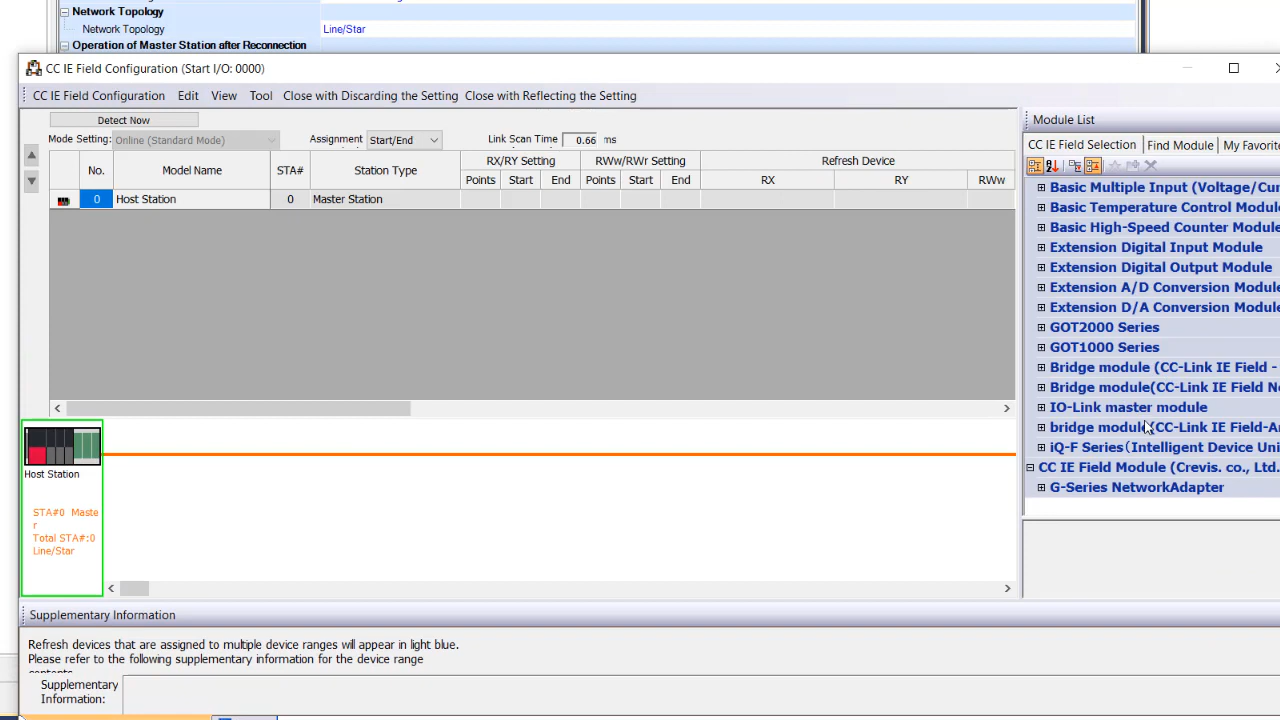 Network Topology
Network Topology
Line/Star
Operation of Master Station after Reconnection
CC IE Field Configuration (Start I/O: 0000)
CC IE Field Configuration Edit View Tool Close with Discarding the Setting Close with Reflecting the Setting
Detect Now
Mode Setting: Online (Standard Mode) Assignment Start/End Link Scan Time 0.66 ms
No. Model Name STA# Station Type RX/RY Setting RWw/RWr Setting Refresh Device
Points Start End Points Start End RX RY RWw
0 Host Station 0 Master Station
Host Station
STA#0 Maste
r
Total STA#:0
Line/Star
Module List
CC IE Field Selection Find Module My Favorite
Basic Multiple Input (Voltage/Cur
Basic Temperature Control Module
Basic High-Speed Counter Module
Extension Digital Input Module
Extension Digital Output Module
Extension A/D Conversion Module
Extension D/A Conversion Module
GOT2000 Series
GOT1000 Series
Bridge module (CC-Link IE Field -
Bridge module(CC-Link IE Field Ne
IO-Link master module
bridge module(CC-Link IE Field-An
iQ-F Series(Intelligent Device Uni
CC IE Field Module (Crevis. co., Ltd.
G-Series NetworkAdapter
Supplementary Information
Refresh devices that are assigned to multiple device ranges will appear in light blue.
Please refer to the following supplementary information for the device range
Supplementary
Information: